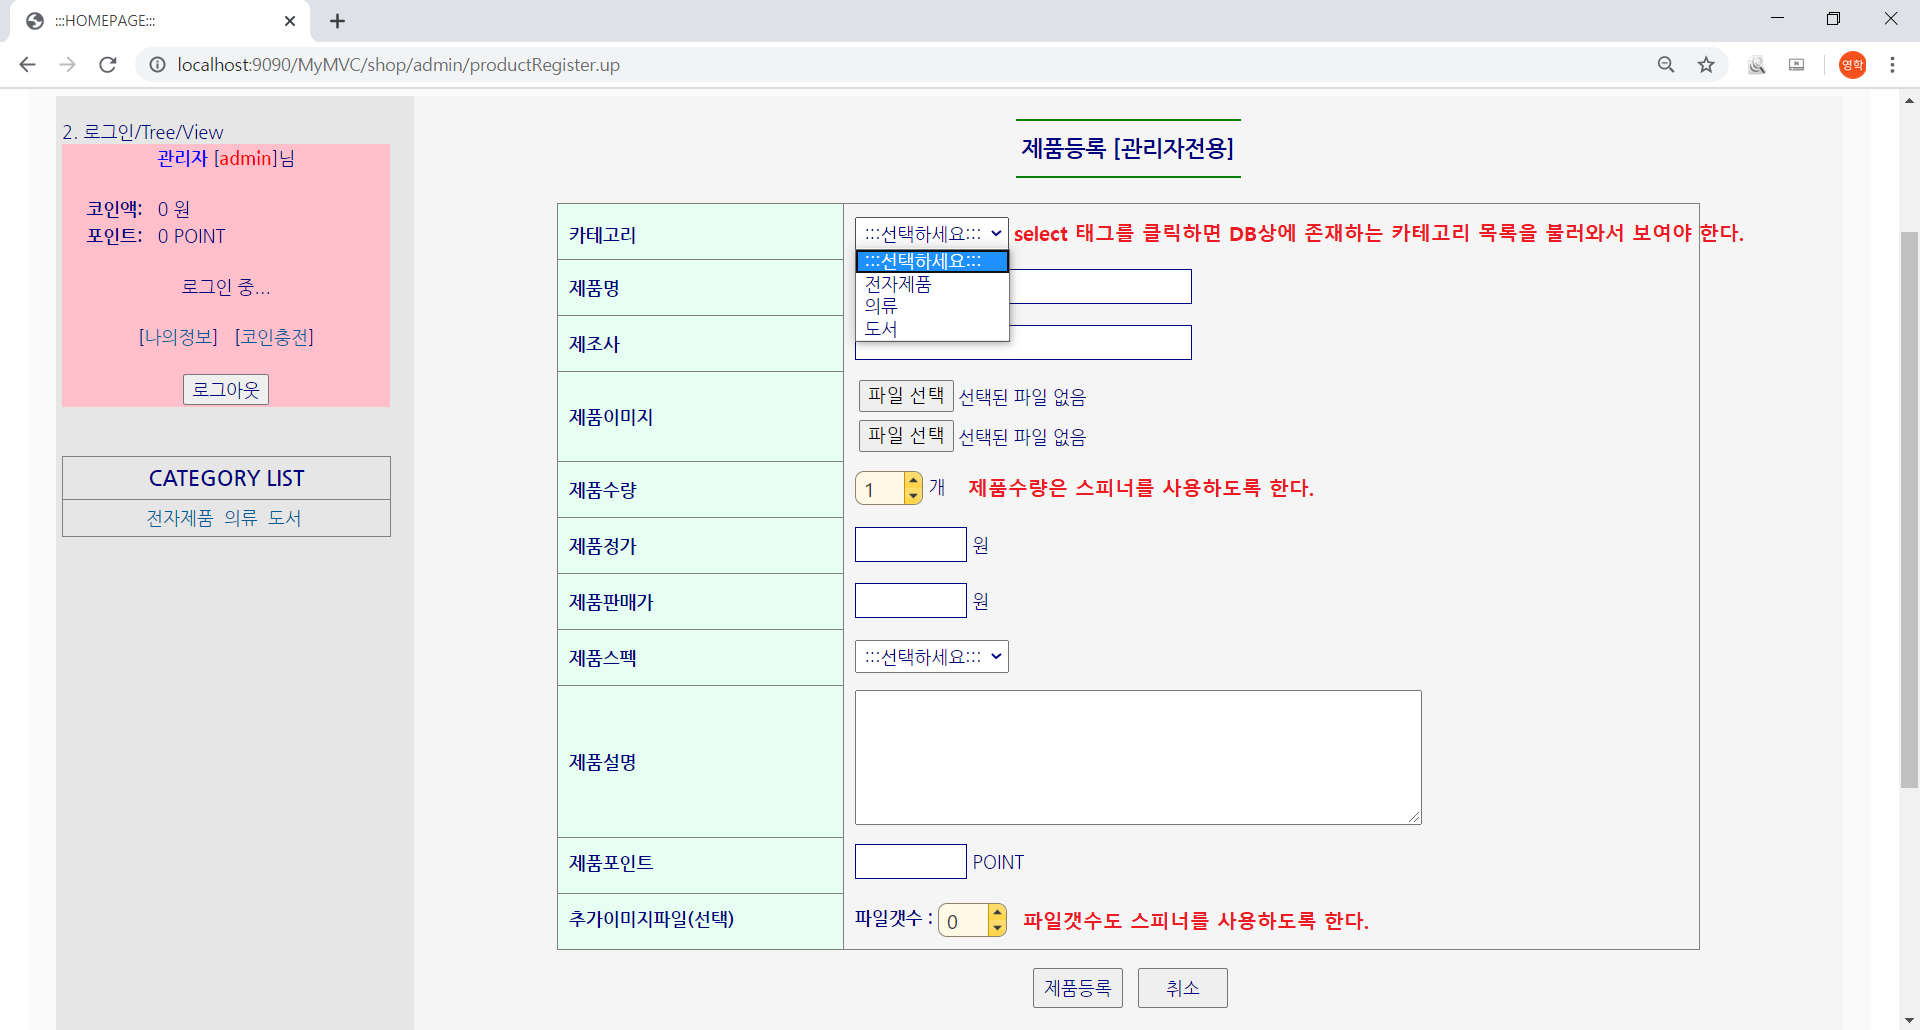 :::HOMEPAGE:::
localhost:9090/MyMVC/shop/admin/productRegister.up
영학
2. 로그인/Tree/View
관리자 [admin]님
코인액: 0 원
포인트: 0 POINT
로그인 중...
[나의정보] [코인충전]
로그아웃
CATEGORY LIST
전자제품 의류 도서
제품등록 [관리자전용]
카테고리 :::선택하세요::: select 태그를 클릭하면 DB상에 존재하는 카테고리 목록을 불러와서 보여야 한다.
:::선택하세요:::
전자제품
의류
도서
제품명
제조사
제품이미지
파일 선택 선택된 파일 없음
파일 선택 선택된 파일 없음
제품수량 1 개 제품수량은 스피너를 사용하도록 한다.
제품정가 원
제품판매가 원
제품스펙 :::선택하세요:::
제품설명
제품포인트 POINT
추가이미지파일(선택) 파일갯수 : 0 파일갯수도 스피너를 사용하도록 한다.
제품등록 취소